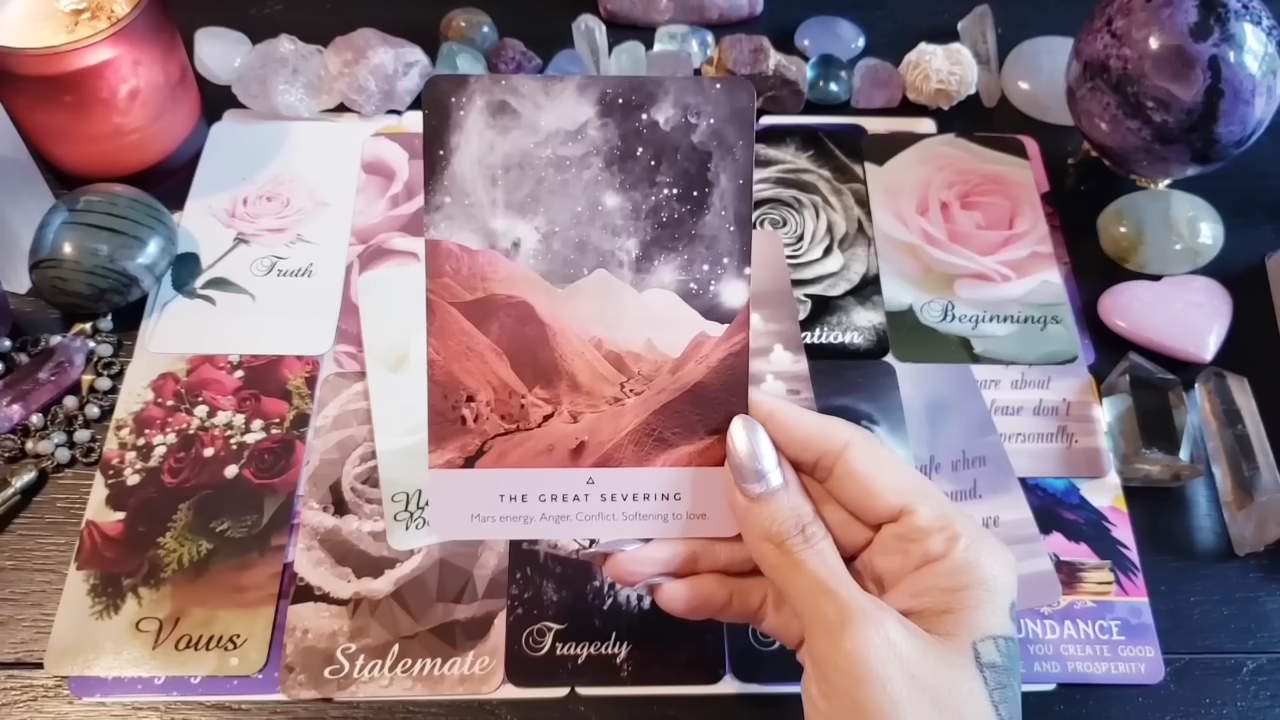 Truth
ation
Beginnings
are about
lease don't
personally.
afe when
ound.
we
THE GREAT SEVERING
Mars energy. Anger. Conflict. Softening to love.
Vows
Stalemate
Tragedy
UNDANCE
YOU CREATE GOOD
E AND PROSPERITY